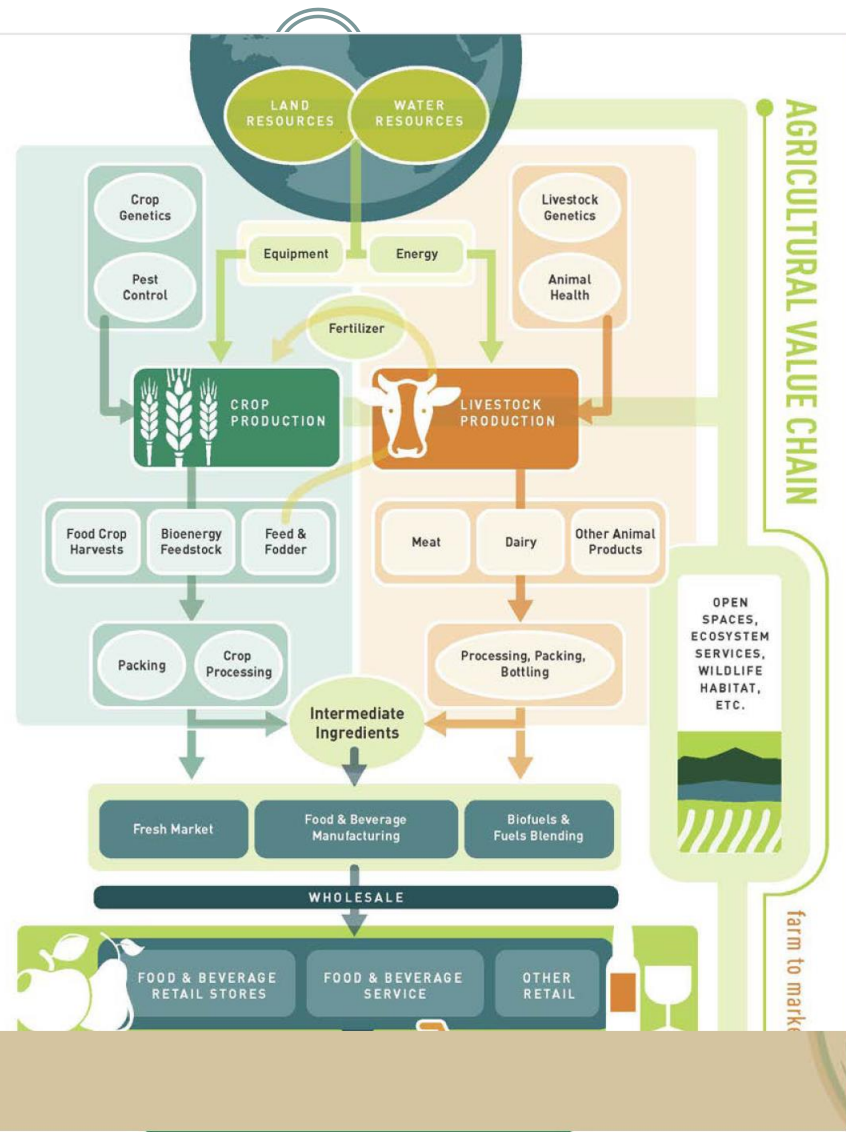 LAND
RESOURCES
WATER
RESOURCES
Crop
Genetics
Pest
Control
Equipment
Energy
Livestock
Genetics
Animal
Health
Fertilizer
CROP
PRODUCTION
LIVESTOCK
PRODUCTION
Food Crop
Harvests
Bioenergy
Feedstock
Feed &
Fodder
Meat
Dairy
Other Animal
Products
Packing
Crop
Processing
Processing, Packing,
Bottling
Intermediate
Ingredients
Fresh Market
Food & Beverage
Manufacturing
Biofuels &
Fuels Blending
WHOLESALE
FOOD & BEVERAGE
RETAIL STORES
FOOD & BEVERAGE
SERVICE
OTHER
RETAIL
AGRICULTURAL VALUE CHAIN
OPEN
SPACES,
ECOSYSTEM
SERVICES,
WILDLIFE
HABITAT,
ETC.
farm to